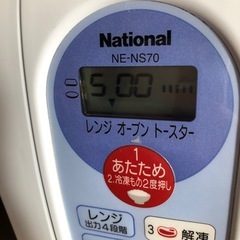 National
NE-NS70
5.00
レンジ オーブン トースター
1
あたため
2.冷凍もの2度押し
レンジ
出力4段階
3 解凍